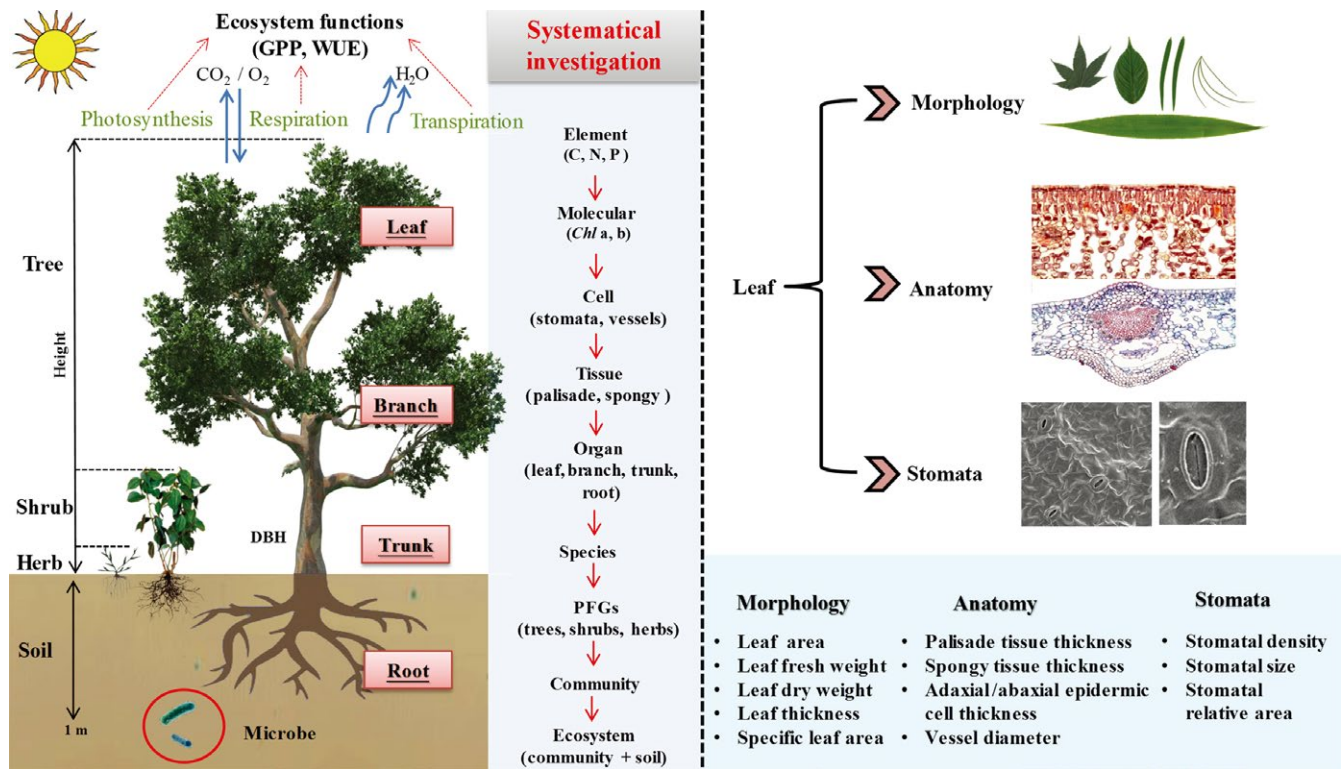 Ecosystem functions
(GPP, WUE)
CO2 / O2
H2O
Photosynthesis
Respiration
Transpiration
Tree
Height
Shrub
Herb
Soil
1 m
Leaf
Branch
DBH
Trunk
Root
Microbe
Systematical
investigation
Element
(C, N, P )
Molecular
(Chl a, b)
Cell
(stomata, vessels)
Tissue
(palisade, spongy )
Organ
(leaf, branch, trunk,
root)
Species
PFGs
(trees, shrubs, herbs)
Community
Ecosystem
(community + soil)
Leaf
Morphology
Anatomy
Stomata
Morphology
• Leaf area
• Leaf fresh weight
• Leaf dry weight
• Leaf thickness
• Specific leaf area
Anatomy
• Palisade tissue thickness
• Spongy tissue thickness
• Adaxial/abaxial epidermic
cell thickness
• Vessel diameter
Stomata
• Stomatal density
• Stomatal size
• Stomatal
relative area